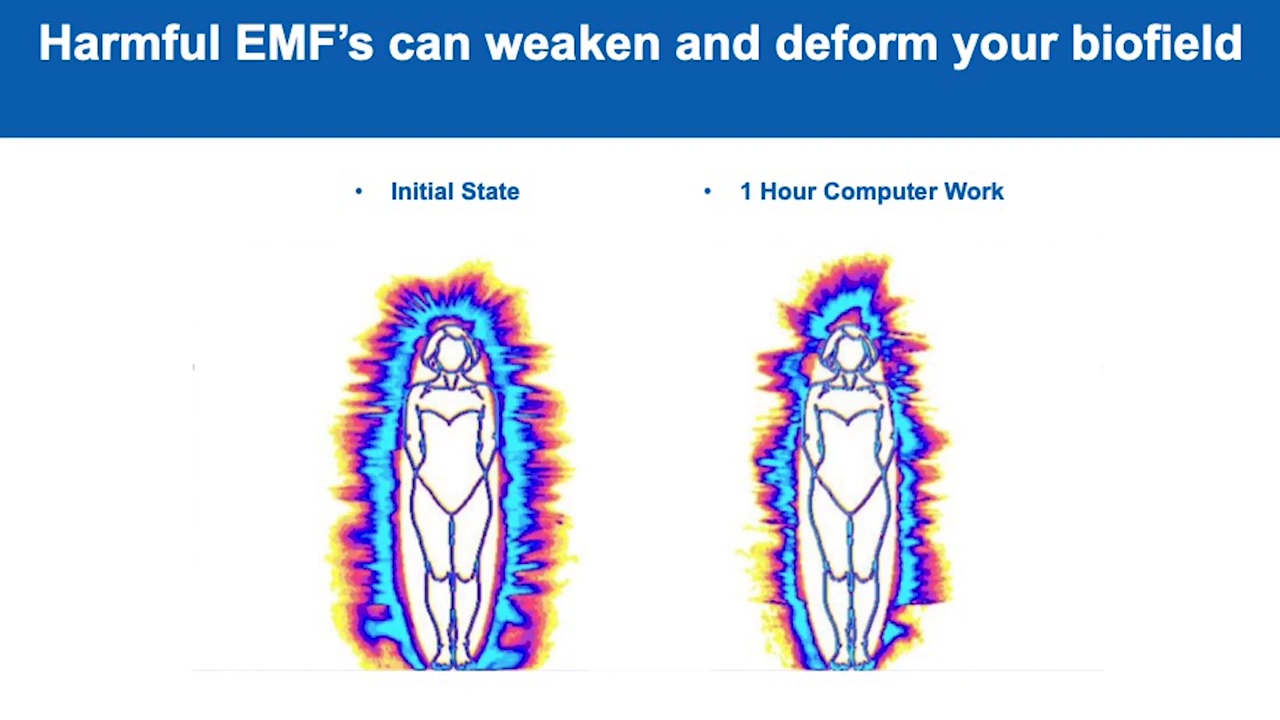 Harmful EMF’s can weaken and deform your biofield
• Initial State
• 1 Hour Computer Work